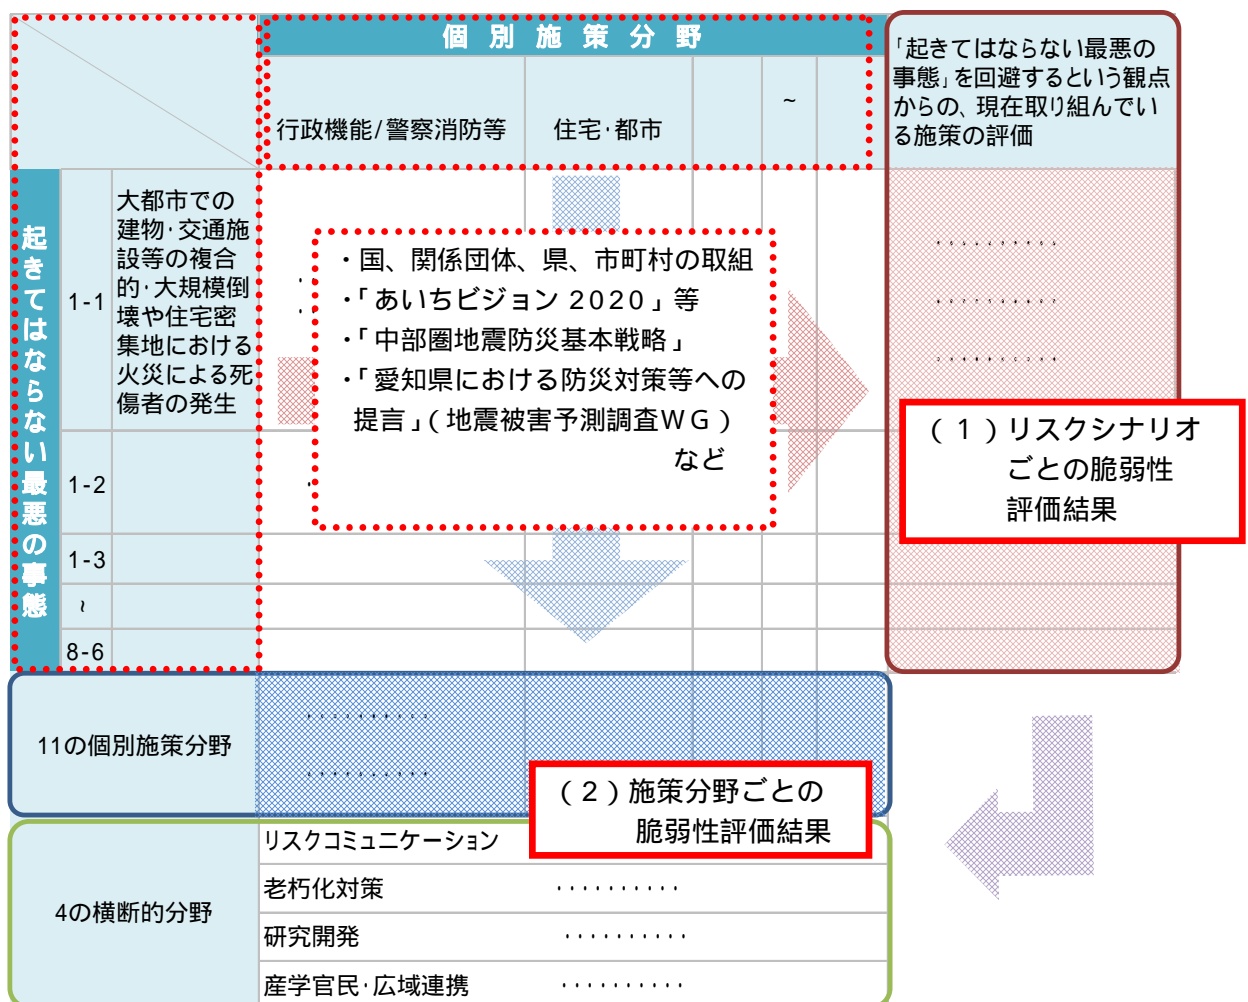 個別施策分野
「起きてはならない最悪の
事態」を回避するという観点
からの、現在取り組んでい
る施策の評価
行政機能/警察消防等
住宅・都市
~
起きてはならない最悪の事態
1-1
大都市での
建物・交通施
設等の複合
的・大規模倒
壊や住宅密
集地における
火災による死
傷者の発生
・国、関係団体、県、市町村の取組
・「あいちビジョン2020」等
・「中部圏地震防災基本戦略」
・「愛知県における防災対策等への
提言」(地震被害予測調査WG)
など
・・・・・・・・・・
・・・・・・・・・・
・・・・・・・・・・
(1)リスクシナリオ
ごとの脆弱性
評価結果
1-2
1-3
~
8-6
11の個別施策分野
・・・・・・・・・・
・・・・・・・・・・
(2)施策分野ごとの
脆弱性評価結果
4の横断的分野
リスクコミュニケーション
老朽化対策 ・・・・・・・・・・
研究開発 ・・・・・・・・・・
産学官民・広域連携 ・・・・・・・・・・